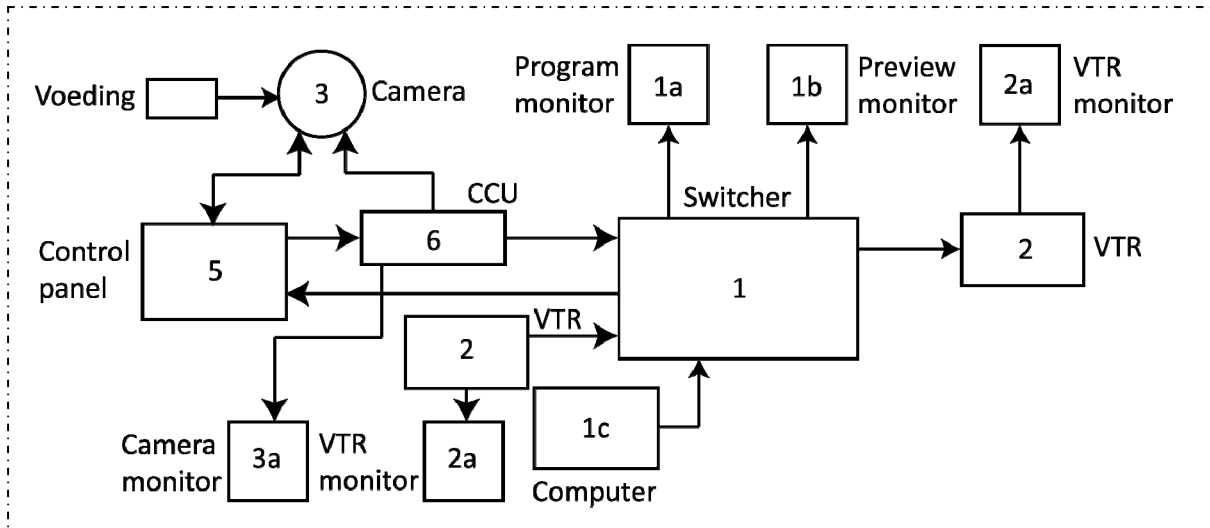 Voeding
3
Camera
Program
monitor
1a
1b
Preview
monitor
2a
VTR
monitor
CCU
Switcher
Control
panel
5
6
1
2
VTR
VTR
2
1c
Computer
Camera
monitor
3a
VTR
monitor
2a